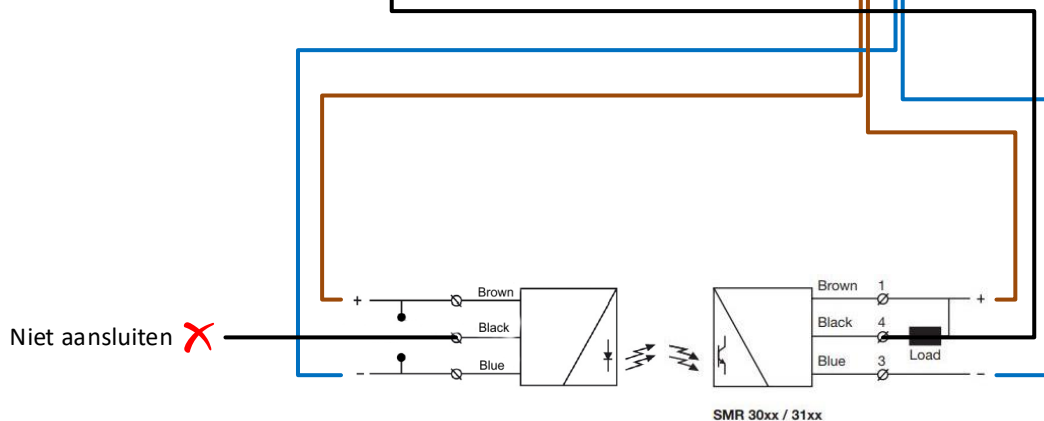 Brown 1
+ Brown +
Black 4
Niet aansluiten Black
Load
Blue 3
− Blue −
SMR 30xx / 31xx